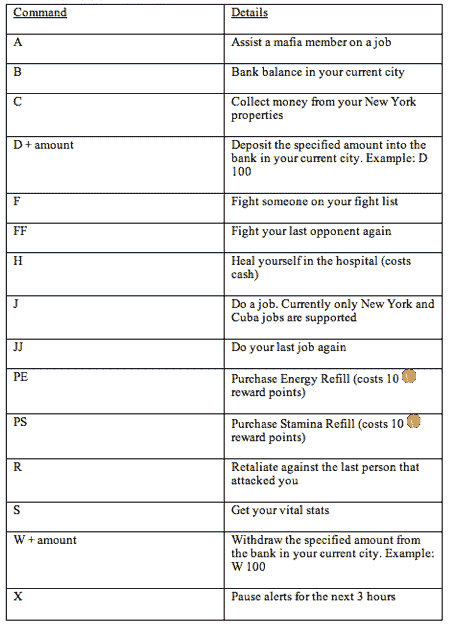 Command Details
A Assist a mafia member on a job
B Bank balance in your current city
C Collect money from your New York
properties
D + amount Deposit the specified amount into the
bank in your current city. Example: D
100
F Fight someone on your fight list
FF Fight your last opponent again
H Heal yourself in the hospital (costs
cash)
J Do a job. Currently only New York and
Cuba jobs are supported
JJ Do your last job again
PE Purchase Energy Refill (costs 10
reward points)
PS Purchase Stamina Refill (costs 10
reward points)
R Retaliate against the last person that
attacked you
S Get your vital stats
W + amount Withdraw the specified amount from
the bank in your current city. Example:
W 100
X Pause alerts for the next 3 hours